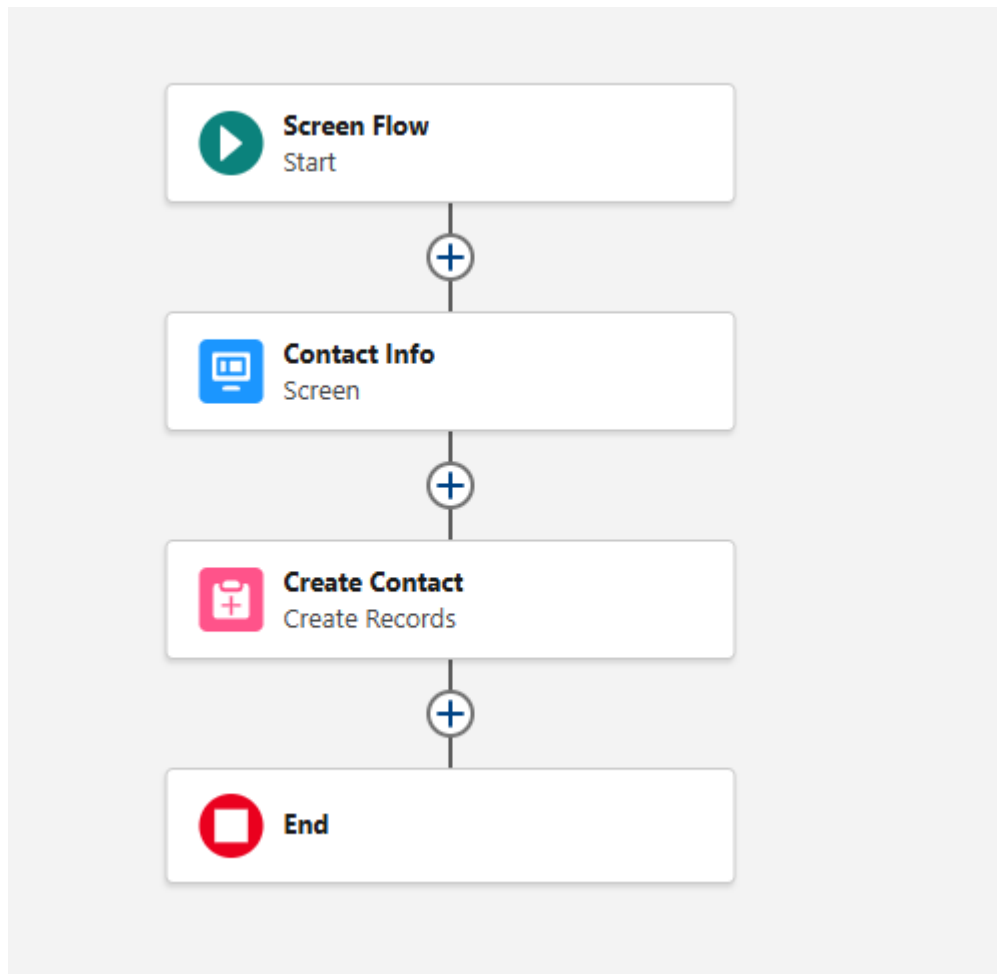 Screen Flow
Start
Contact Info
Screen
Create Contact
Create Records
End